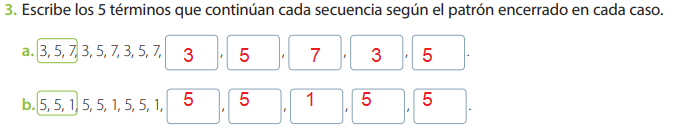 3. Escribe los 5 términos que continúan cada secuencia según el patrón encerrado en cada caso.
a. 3, 5, 7, 3, 5, 7, 3, 5, 7, 3, 5, 7, 3, 5.
b. 5, 5, 1, 5, 5, 1, 5, 5, 1, 5, 5, 1, 5, 5.